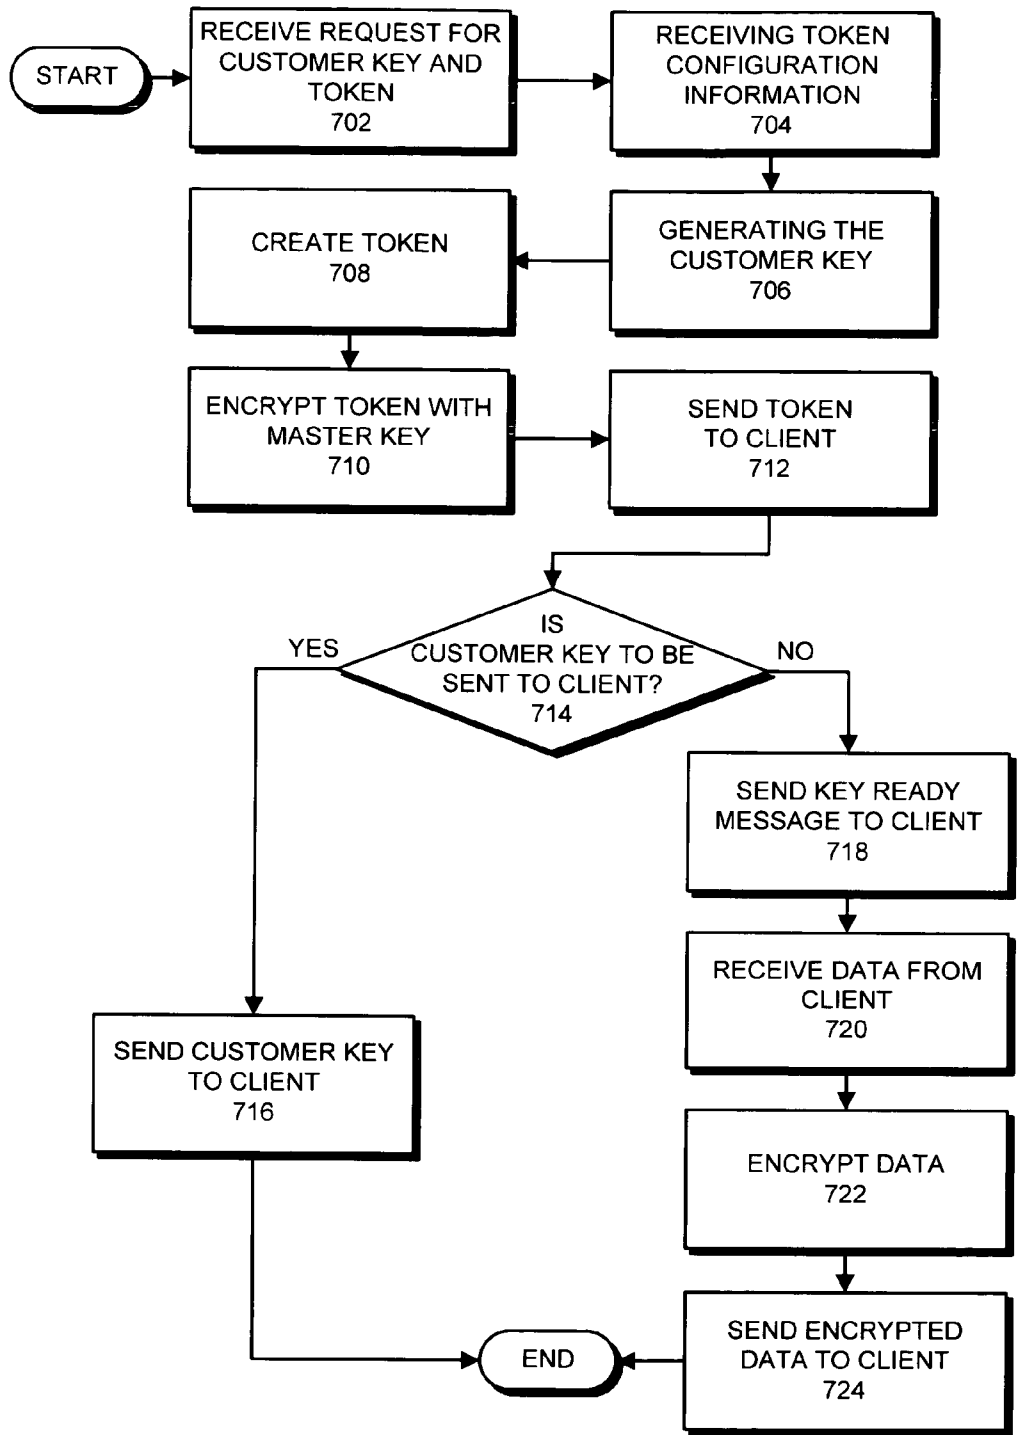 START
RECEIVE REQUEST FOR
CUSTOMER KEY AND
TOKEN
702
RECEIVING TOKEN
CONFIGURATION
INFORMATION
704
GENERATING THE
CUSTOMER KEY
706
CREATE TOKEN
708
ENCRYPT TOKEN WITH
MASTER KEY
710
SEND TOKEN
TO CLIENT
712
IS
CUSTOMER KEY TO BE
SENT TO CLIENT?
714
YES
NO
SEND CUSTOMER KEY
TO CLIENT
716
SEND KEY READY
MESSAGE TO CLIENT
718
RECEIVE DATA FROM
CLIENT
720
ENCRYPT DATA
722
SEND ENCRYPTED
DATA TO CLIENT
724
END